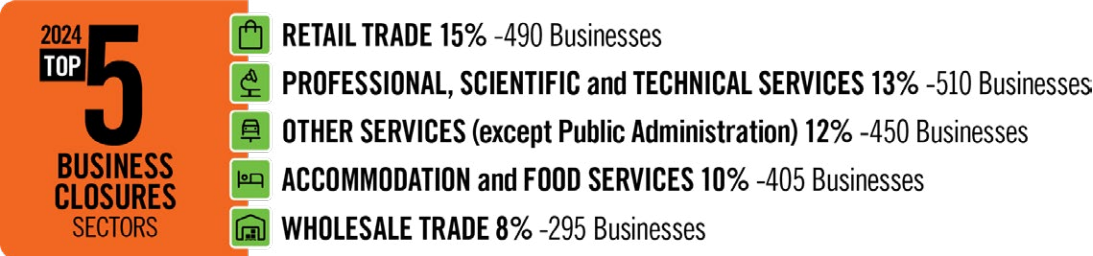 2024
TOP
5
BUSINESS
CLOSURES
SECTORS
RETAIL TRADE 15% -490 Businesses
PROFESSIONAL, SCIENTIFIC and TECHNICAL SERVICES 13% -510 Businesses
OTHER SERVICES (except Public Administration) 12% -450 Businesses
ACCOMMODATION and FOOD SERVICES 10% -405 Businesses
WHOLESALE TRADE 8% -295 Businesses